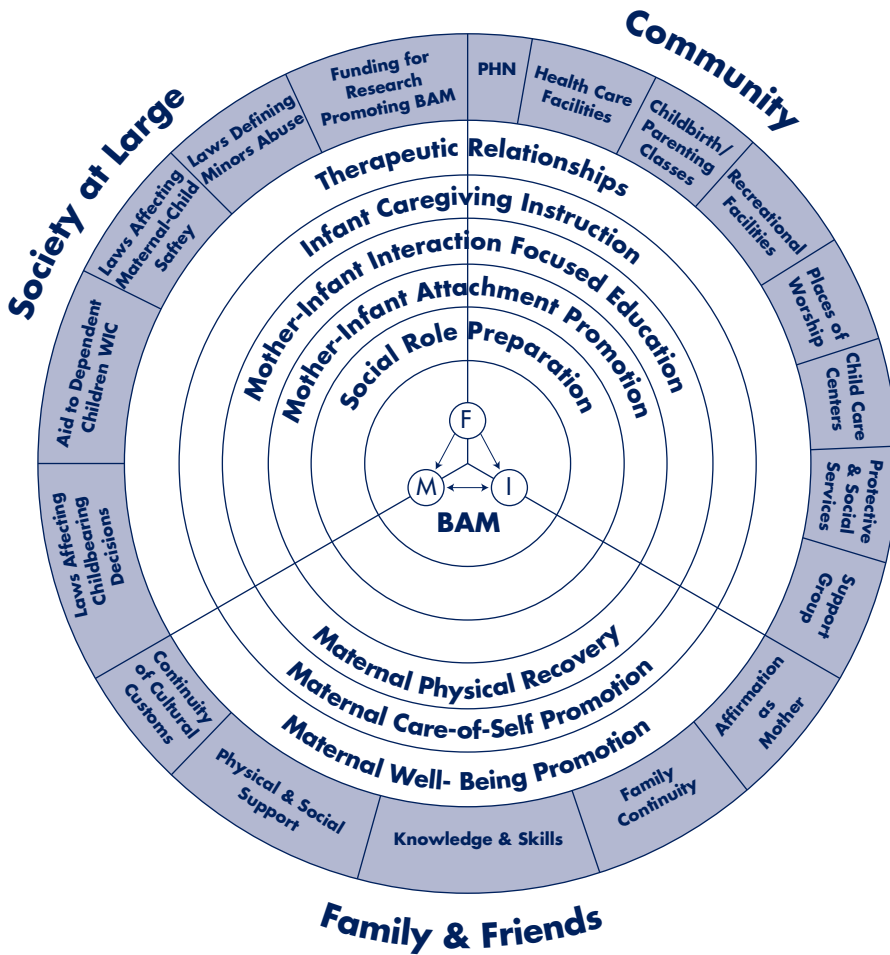 Society at Large
Community
Funding for
Research
Promoting BAM
PHN
Health Care
Facilities
Childbirth/
Parenting
Classes
Recreational
Facilities
Places of
Worship
Child Care
Centers
Protective
& Social
Services
Support
Group
Affirmation
as
Mother
Family
Continuity
Knowledge & Skills
Physical & Social
Support
Continuity
of Cultural
Customs
Laws Affecting
Childbearing
Decisions
Aid to Dependent
Children WIC
Laws Affecting
Maternal-Child
Saftey
Laws Defining
Minors Abuse
Therapeutic Relationships
Infant Caregiving Instruction
Mother-Infant Interaction Focused Education
Mother-Infant Attachment Promotion
Social Role Preparation
F
M
I
BAM
Maternal Physical Recovery
Maternal Care-of-Self Promotion
Maternal Well- Being Promotion
Family & Friends